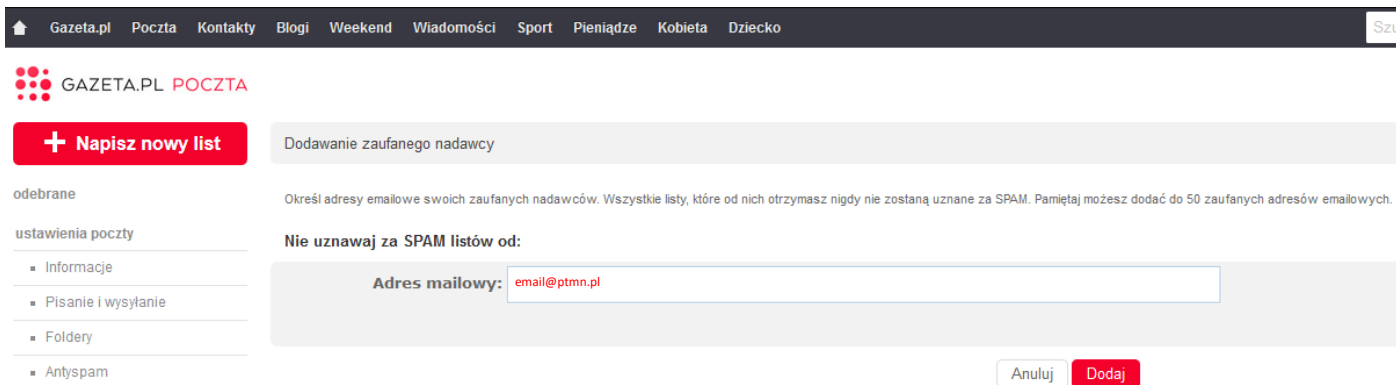 Gazeta.pl Poczta Kontakty Blogi Weekend Wiadomości Sport Pieniądze Kobieta Dziecko Szu
GAZETA.PL POCZTA
+ Napisz nowy list
Dodawanie zaufanego nadawcy
odebrane
Określ adresy emailowe swoich zaufanych nadawców. Wszystkie listy, które od nich otrzymasz nigdy nie zostaną uznane za SPAM. Pamiętaj możesz dodać do 50 zaufanych adresów emailowych.
ustawienia poczty
Nie uznawaj za SPAM listów od:
Informacje
Adres mailowy: email@ptmn.pl
Pisanie i wysyłanie
Foldery
Antyspam
Anuluj Dodaj